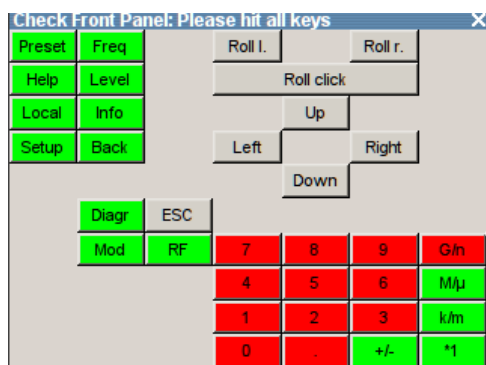 Check Front Panel: Please hit all keys X
Preset Freq Roll l. Roll r.
Help Level Roll click
Local Info Up
Setup Back Left Right
Down
Diagr ESC
Mod RF 7 8 9 G/n
4 5 6 M/µ
1 2 3 k/m
0 . +/- *1